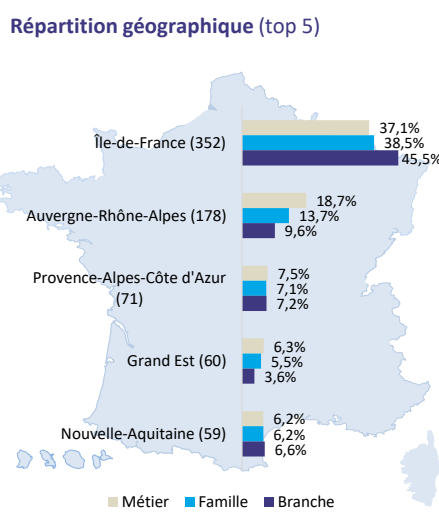 Répartition géographique (top 5)
Île-de-France (352)
37,1%
38,5%
45,5%
Auvergne-Rhône-Alpes (178)
18,7%
13,7%
9,6%
Provence-Alpes-Côte d'Azur
(71)
7,5%
7,1%
7,2%
Grand Est (60)
6,3%
5,5%
3,6%
Nouvelle-Aquitaine (59)
6,2%
6,2%
6,6%
Métier Famille Branche